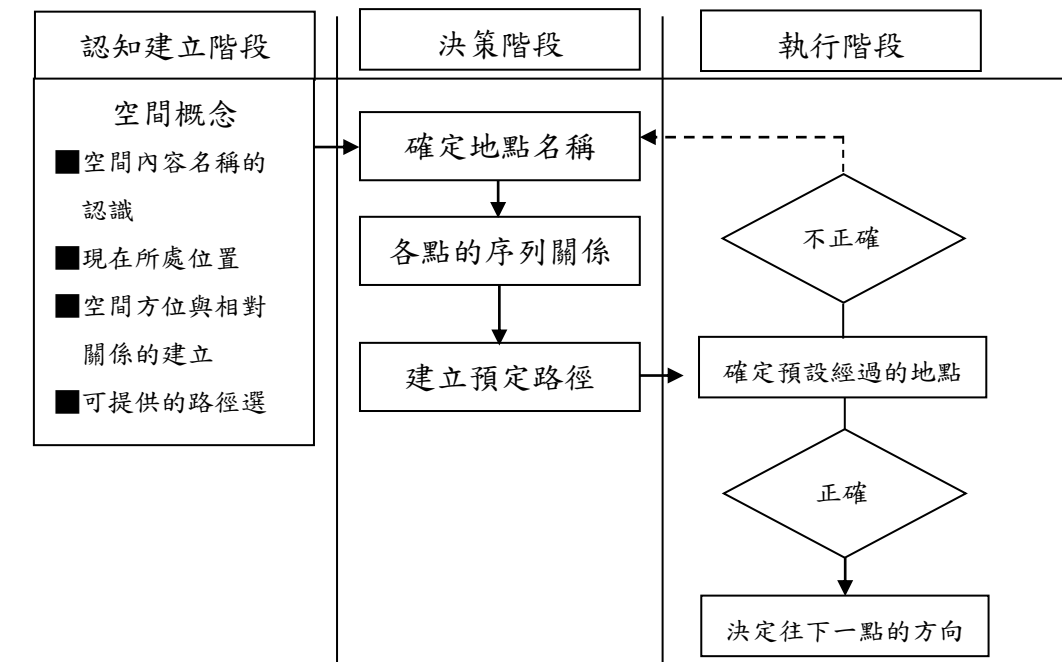 認知建立階段
決策階段
執行階段
空間概念
■空間內容名稱的
認識
■現在所處位置
■空間方位與相對
關係的建立
■可提供的路徑選
確定地點名稱
各點的序列關係
建立預定路徑
不正確
確定預設經過的地點
正確
決定往下一點的方向